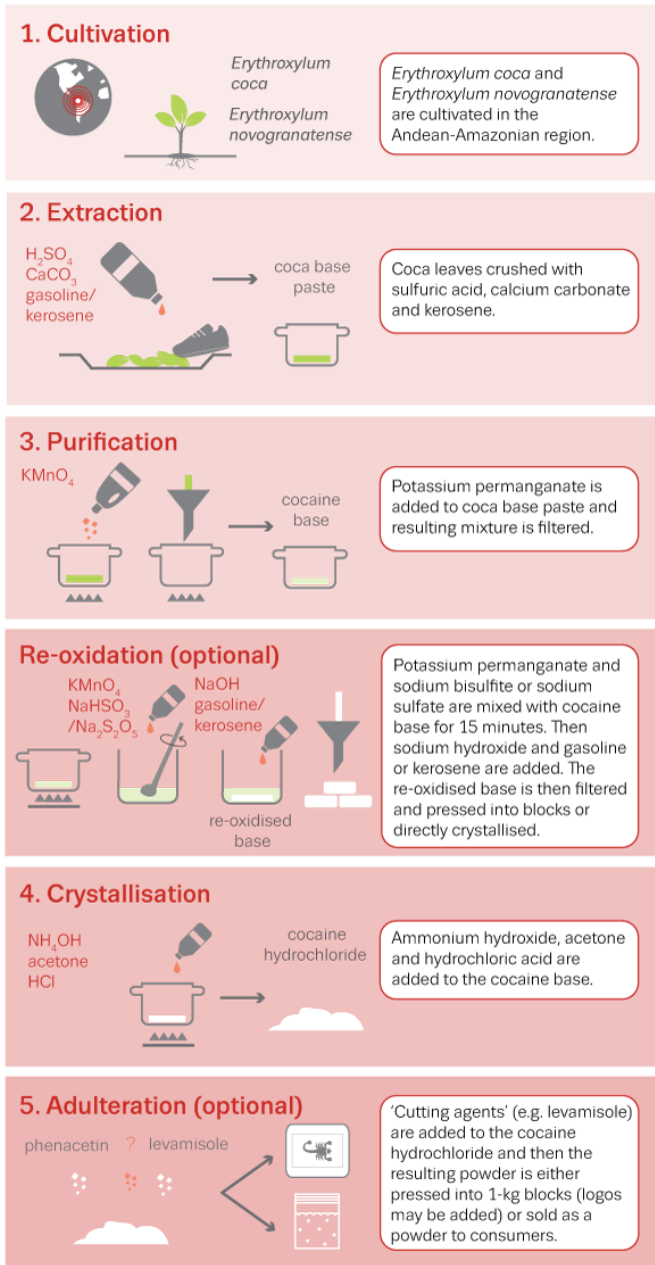 1. Cultivation
Erythroxylum
coca
Erythroxylum
novogranatense
Erythroxylum coca and
Erythroxylum novogranatense
are cultivated in the
Andean-Amazonian region.
2. Extraction
H₂SO₄
CaCO₃
gasoline/
kerosene
coca base
paste
Coca leaves crushed with
sulfuric acid, calcium carbonate
and kerosene.
3. Purification
KMnO₄
cocaine
base
Potassium permanganate is
added to coca base paste and
resulting mixture is filtered.
Re-oxidation (optional)
KMnO₄
NaHSO₃
/Na₂S₂O₅
NaOH
gasoline/
kerosene
re-oxidised
base
Potassium permanganate and
sodium bisulfite or sodium
sulfate are mixed with cocaine
base for 15 minutes. Then
sodium hydroxide and gasoline
or kerosene are added. The
re-oxidised base is then filtered
and pressed into blocks or
directly crystallised.
4. Crystallisation
NH₄OH
acetone
HCl
cocaine
hydrochloride
Ammonium hydroxide, acetone
and hydrochloric acid are
added to the cocaine base.
5. Adulteration (optional)
phenacetin ? levamisole
‘Cutting agents’ (e.g. levamisole)
are added to the cocaine
hydrochloride and then the
resulting powder is either
pressed into 1-kg blocks (logos
may be added) or sold as a
powder to consumers.